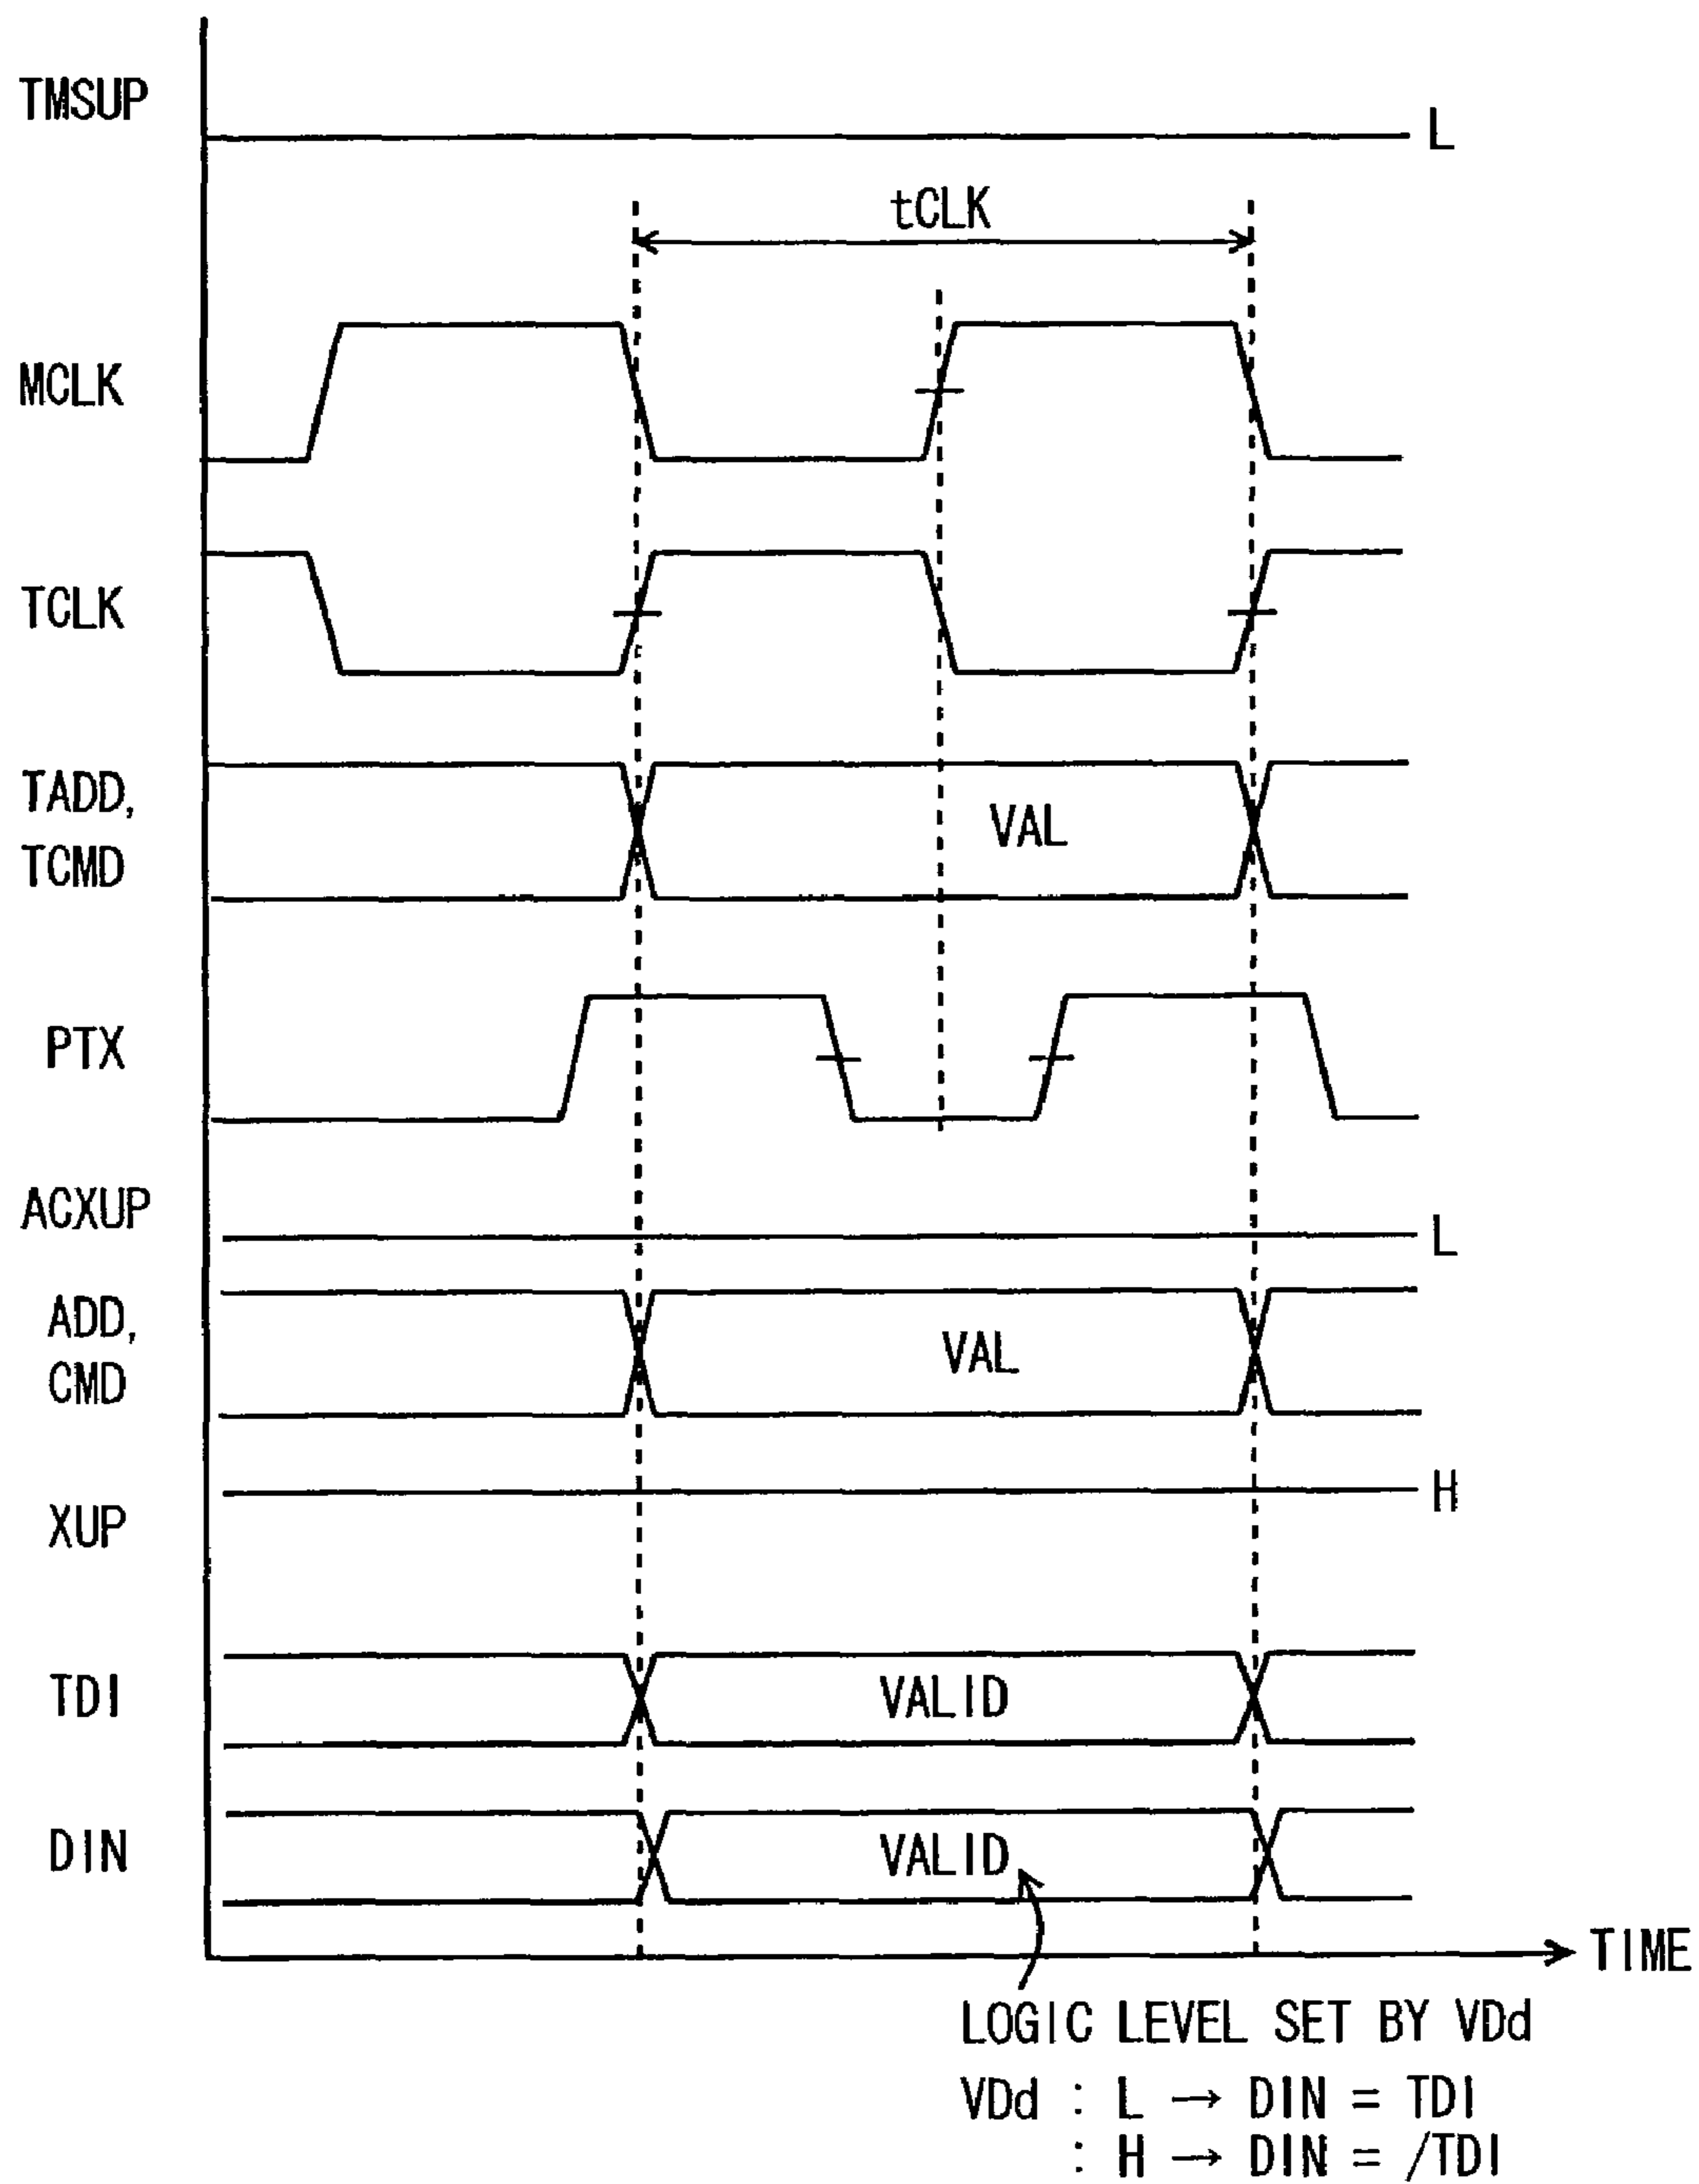 TMSUP
L
tCLK
MCLK
TCLK
TADD,
TCMD
VAL
PTX
ACXUP
L
ADD,
CMD
VAL
XUP
H
TDI
VALID
DIN
VALID
TIME
LOGIC LEVEL SET BY VDd
VDd : L → DIN = TDI
: H → DIN = /TDI